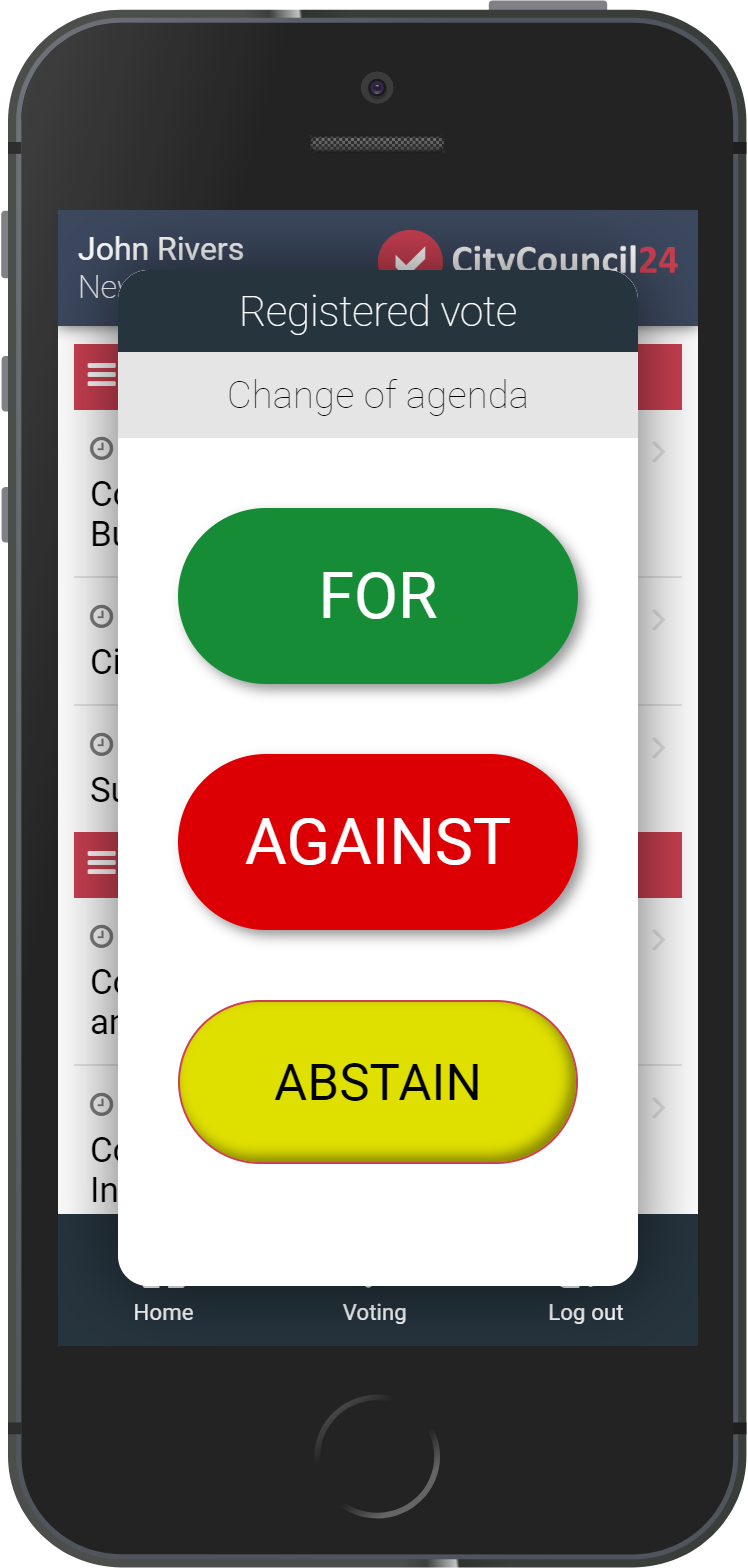 John Rivers
CityCouncil24
Registered vote
Change of agenda
FOR
AGAINST
ABSTAIN
Home
Voting
Log out